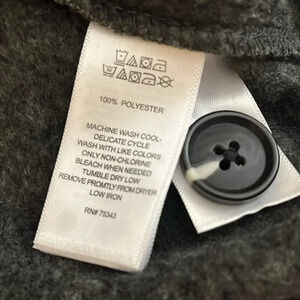 100% POLYESTER
MACHINE WASH COOL-
DELICATE CYCLE
WASH WITH LIKE COLORS
ONLY NON-CHLORINE
BLEACH WHEN NEEDED
TUMBLE DRY LOW
REMOVE PROMTLY FROM DRYER
LOW IRON
RN# 75343